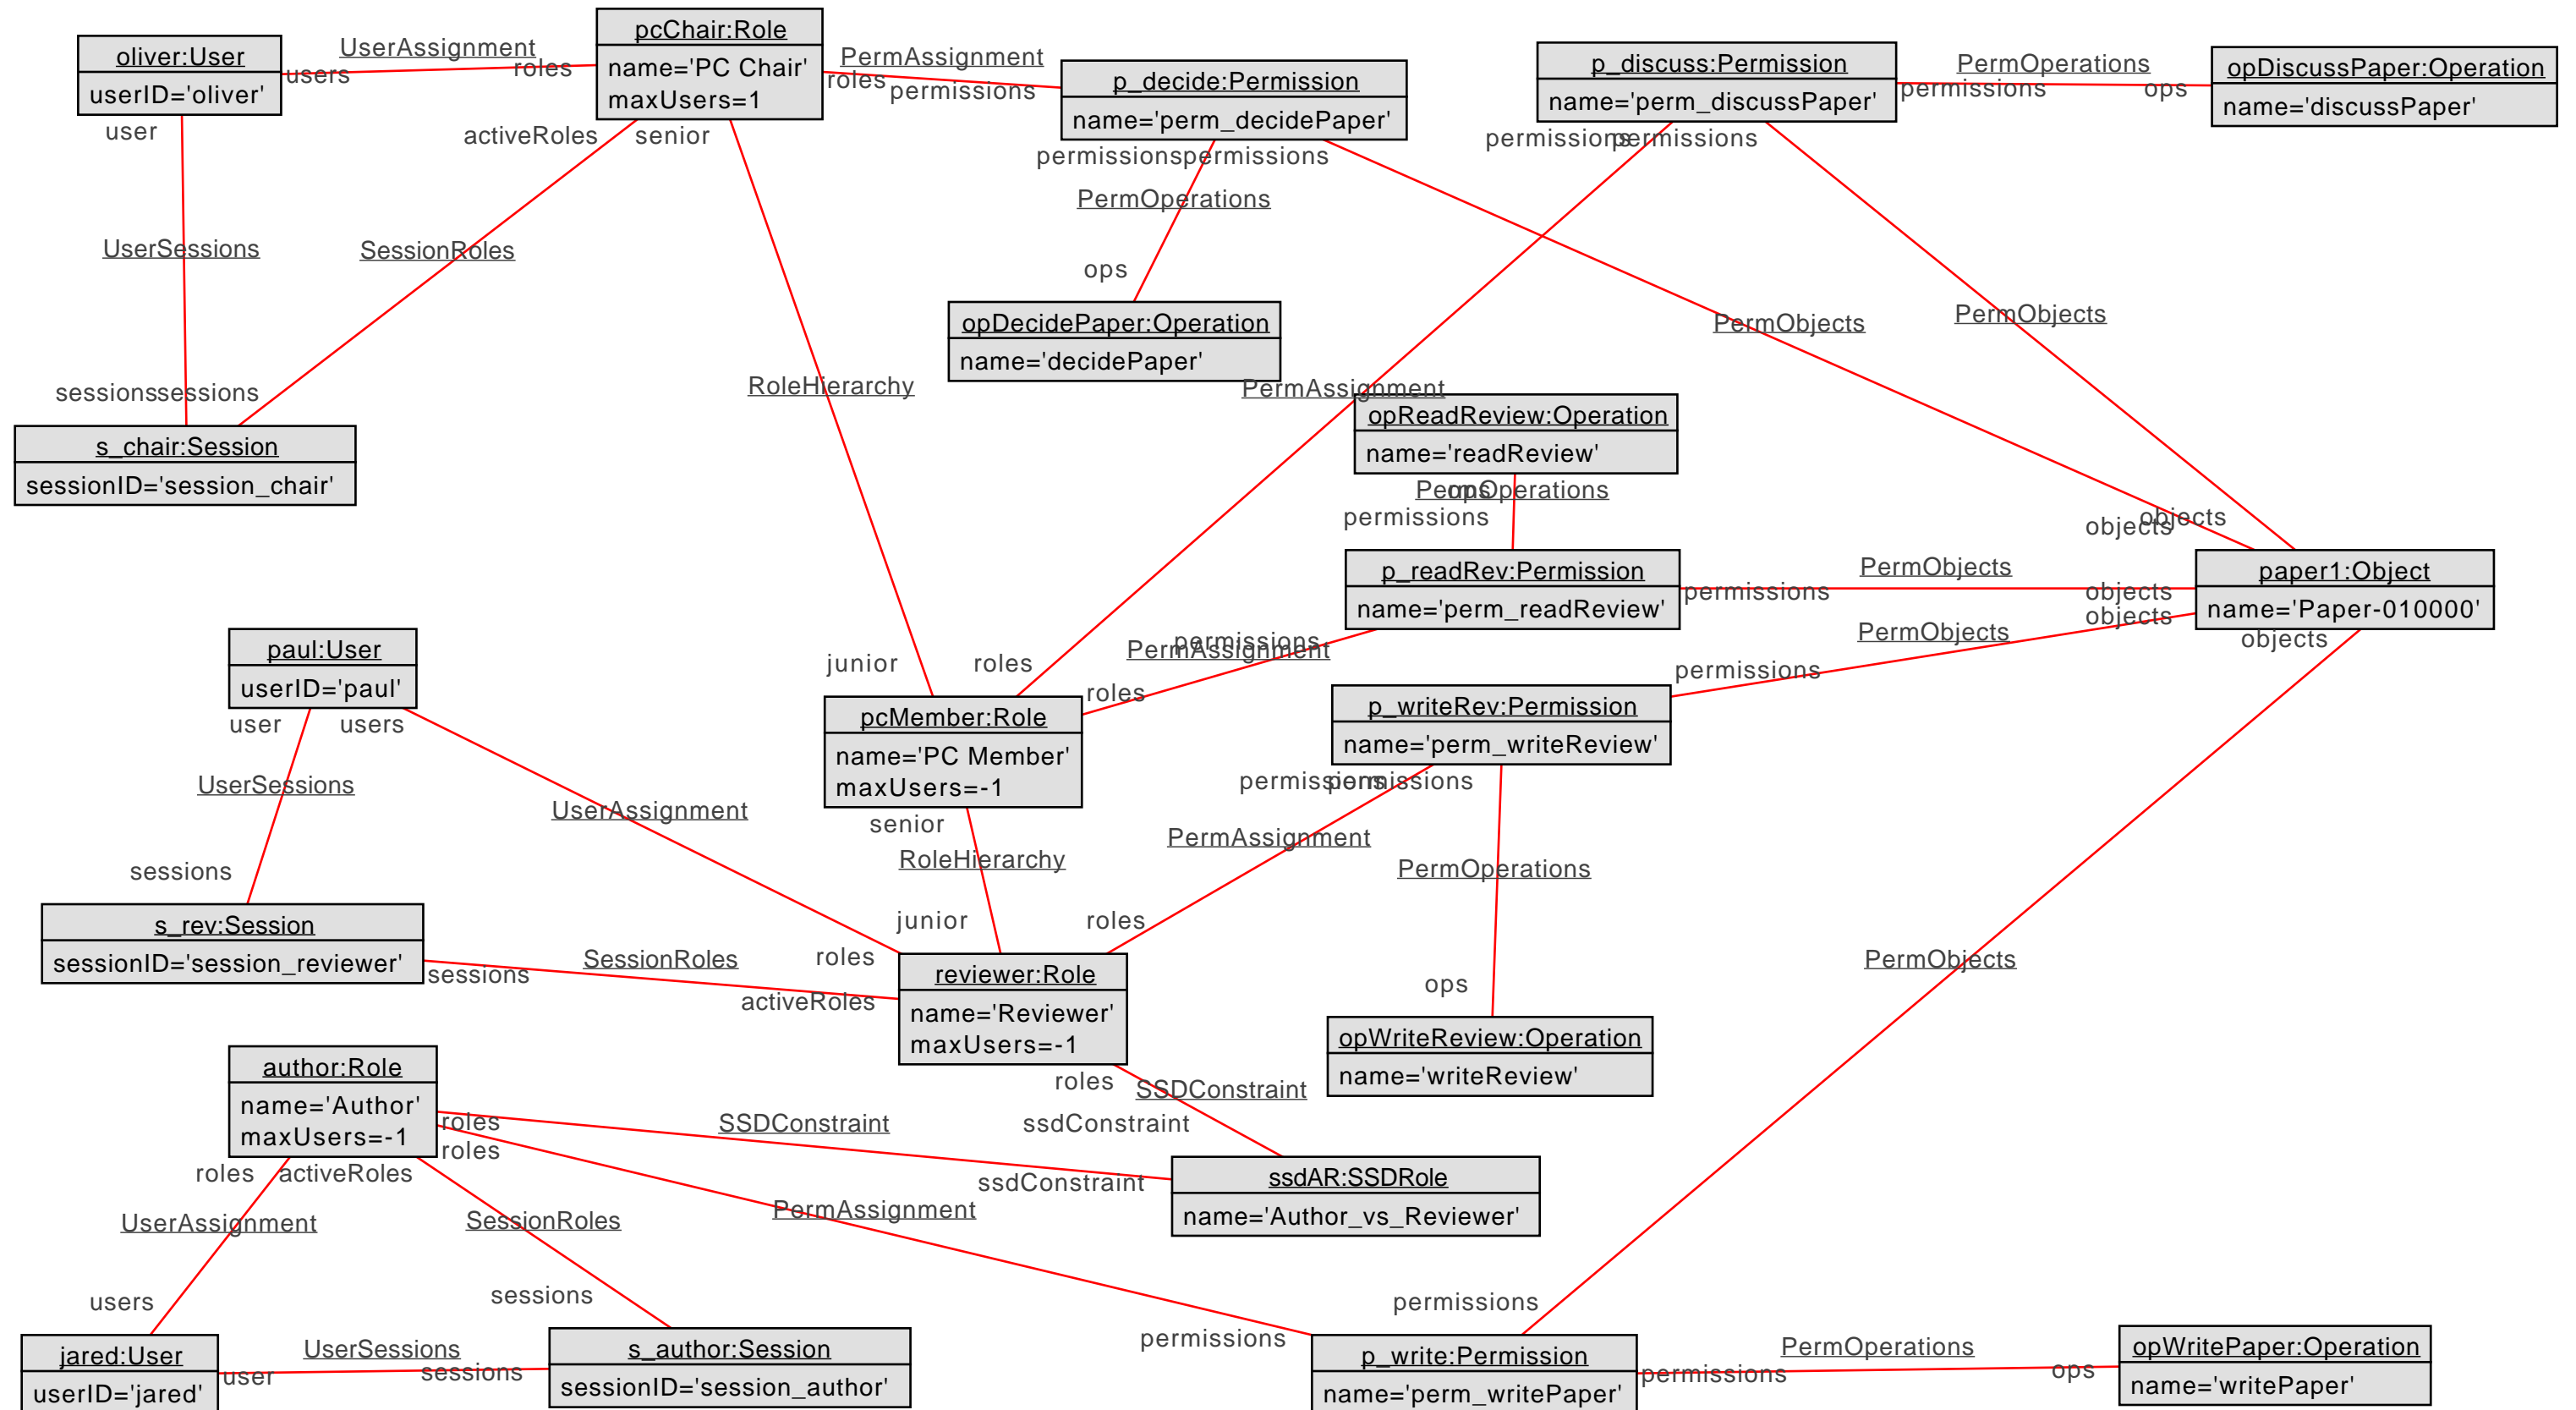 oliver:User
userID='oliver'
UserAssignment
users
roles
user
pcChair:Role
name='PC Chair'
maxUsers=1
PermAssignment
roles
permissions
activeRoles
senior
p_decide:Permission
name='perm_decidePaper'
permissions
permissions
p_discuss:Permission
name='perm_discussPaper'
permissions
permissions
PermOperations
permissions
ops
opDiscussPaper:Operation
name='discussPaper'
UserSessions
SessionRoles
PermOperations
ops
opDecidePaper:Operation
name='decidePaper'
PermObjects
PermObjects
RoleHierarchy
PermAssignment
sessions
sessions
s_chair:Session
sessionID='session_chair'
opReadReview:Operation
name='readReview'
PermOperations
ops
permissions
objects
objects
p_readRev:Permission
name='perm_readReview'
PermObjects
permissions
objects
objects
paper1:Object
name='Paper-010000'
objects
paul:User
userID='paul'
user
users
junior
roles
PermAssignment
permissions
roles
PermObjects
permissions
pcMember:Role
name='PC Member'
maxUsers=-1
senior
p_writeRev:Permission
name='perm_writeReview'
permissions
permissions
UserSessions
UserAssignment
RoleHierarchy
PermAssignment
PermOperations
sessions
s_rev:Session
sessionID='session_reviewer'
sessions
SessionRoles
roles
activeRoles
junior
roles
reviewer:Role
name='Reviewer'
maxUsers=-1
roles
ops
opWriteReview:Operation
name='writeReview'
PermObjects
author:Role
name='Author'
maxUsers=-1
roles
roles
roles
activeRoles
SSDConstraint
SSDConstraint
ssdConstraint
ssdConstraint
ssdAR:SSDRole
name='Author_vs_Reviewer'
UserAssignment
SessionRoles
PermAssignment
users
sessions
permissions
permissions
jared:User
userID='jared'
UserSessions
user
sessions
s_author:Session
sessionID='session_author'
p_write:Permission
name='perm_writePaper'
PermOperations
permissions
ops
opWritePaper:Operation
name='writePaper'